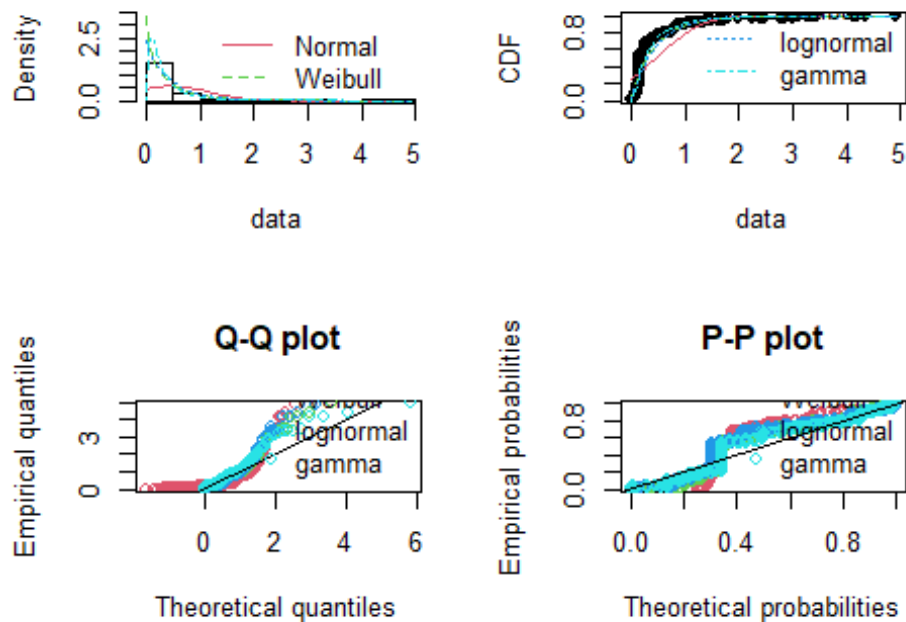 Density
0.0 2.5
Normal
Weibull
0 1 2 3 4 5
data
CDF
0.0 0.8
lognormal
gamma
0 1 2 3 4 5
data
Q-Q plot
Empirical quantiles
0 3
Weibull
lognormal
gamma
0 2 4 6
Theoretical quantiles
P-P plot
Empirical probabilities
0.0 0.8
Weibull
lognormal
gamma
0.0 0.4 0.8
Theoretical probabilities